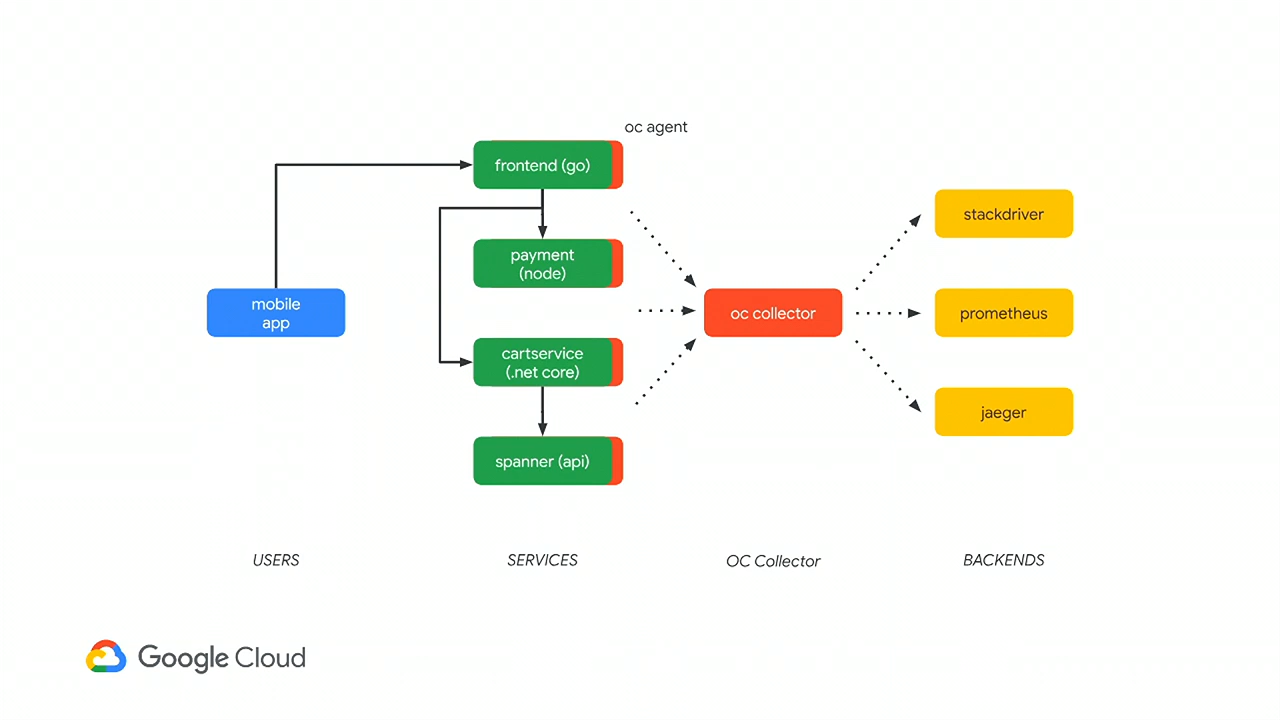 oc agent
frontend (go)
stackdriver
payment
(node)
mobile
app
oc collector
prometheus
cartservice
(.net core)
jaeger
spanner (api)
USERS
SERVICES
OC Collector
BACKENDS
Google Cloud